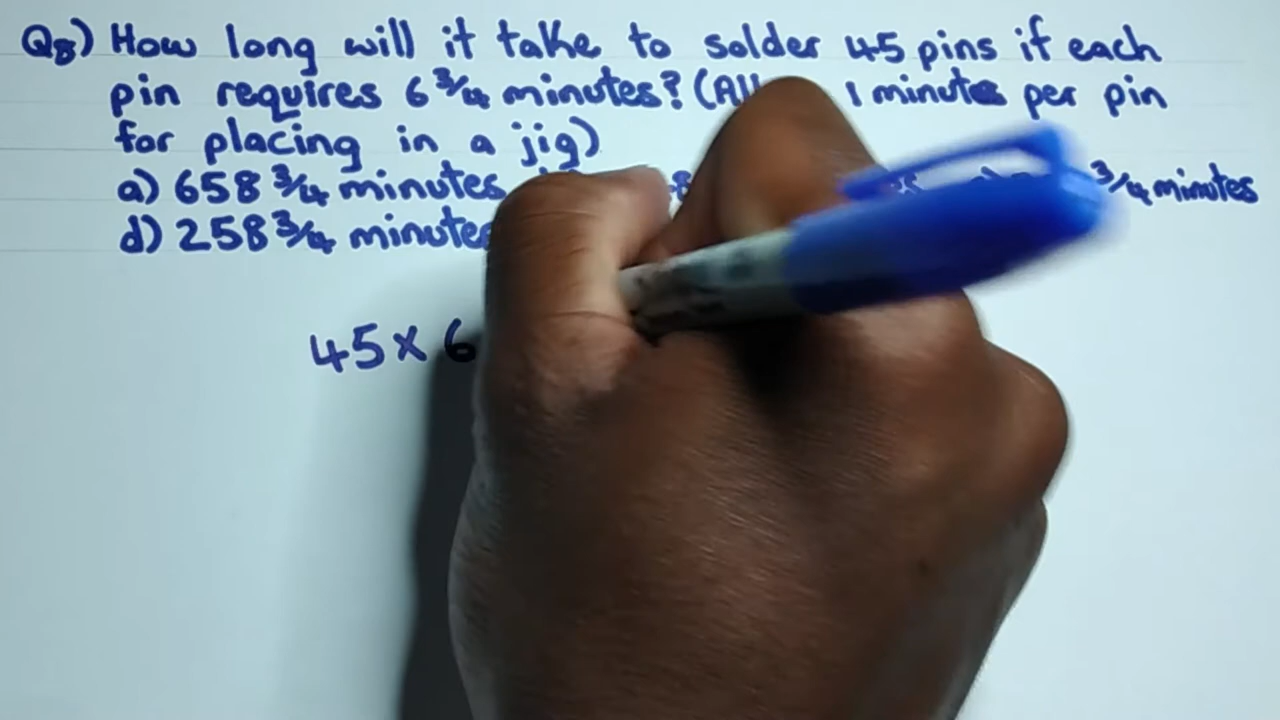 Q8) How long will it take to solder 45 pins if each
pin requires 6 3/4 minutes? (All 1 minute per pin
for placing in a jig)
a) 658 3/4 minutes 3/4 minutes
d) 258 3/4 minutes
45 x 6